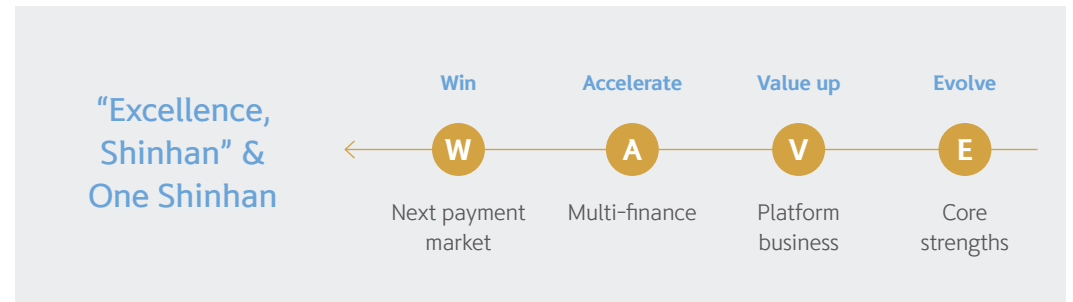 “Excellence,
Shinhan” &
One Shinhan
Win
W
Next payment
market
Accelerate
A
Multi-finance
Value up
V
Platform
business
Evolve
E
Core
strengths